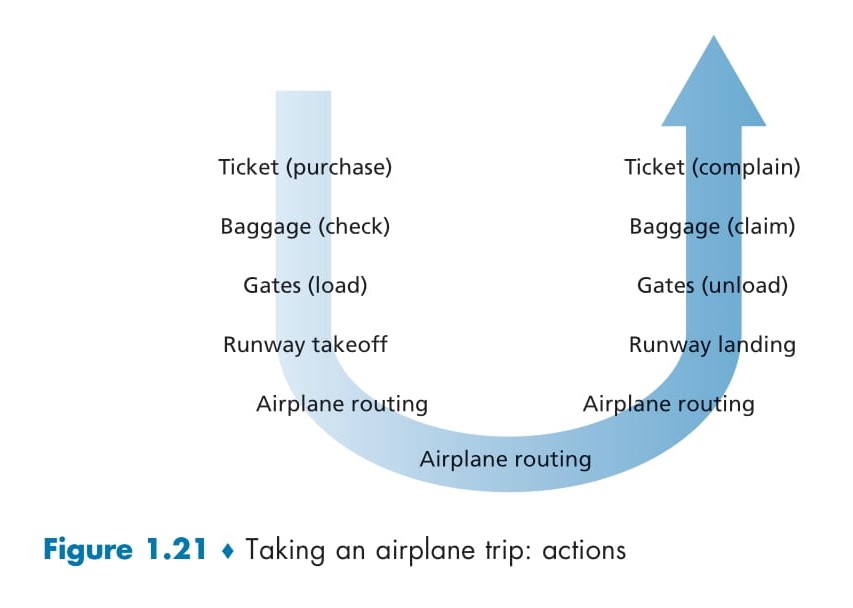 Ticket (purchase)
Baggage (check)
Gates (load)
Runway takeoff
Airplane routing
Airplane routing
Ticket (complain)
Baggage (claim)
Gates (unload)
Runway landing
Airplane routing
Figure 1.21 ♦ Taking an airplane trip: actions